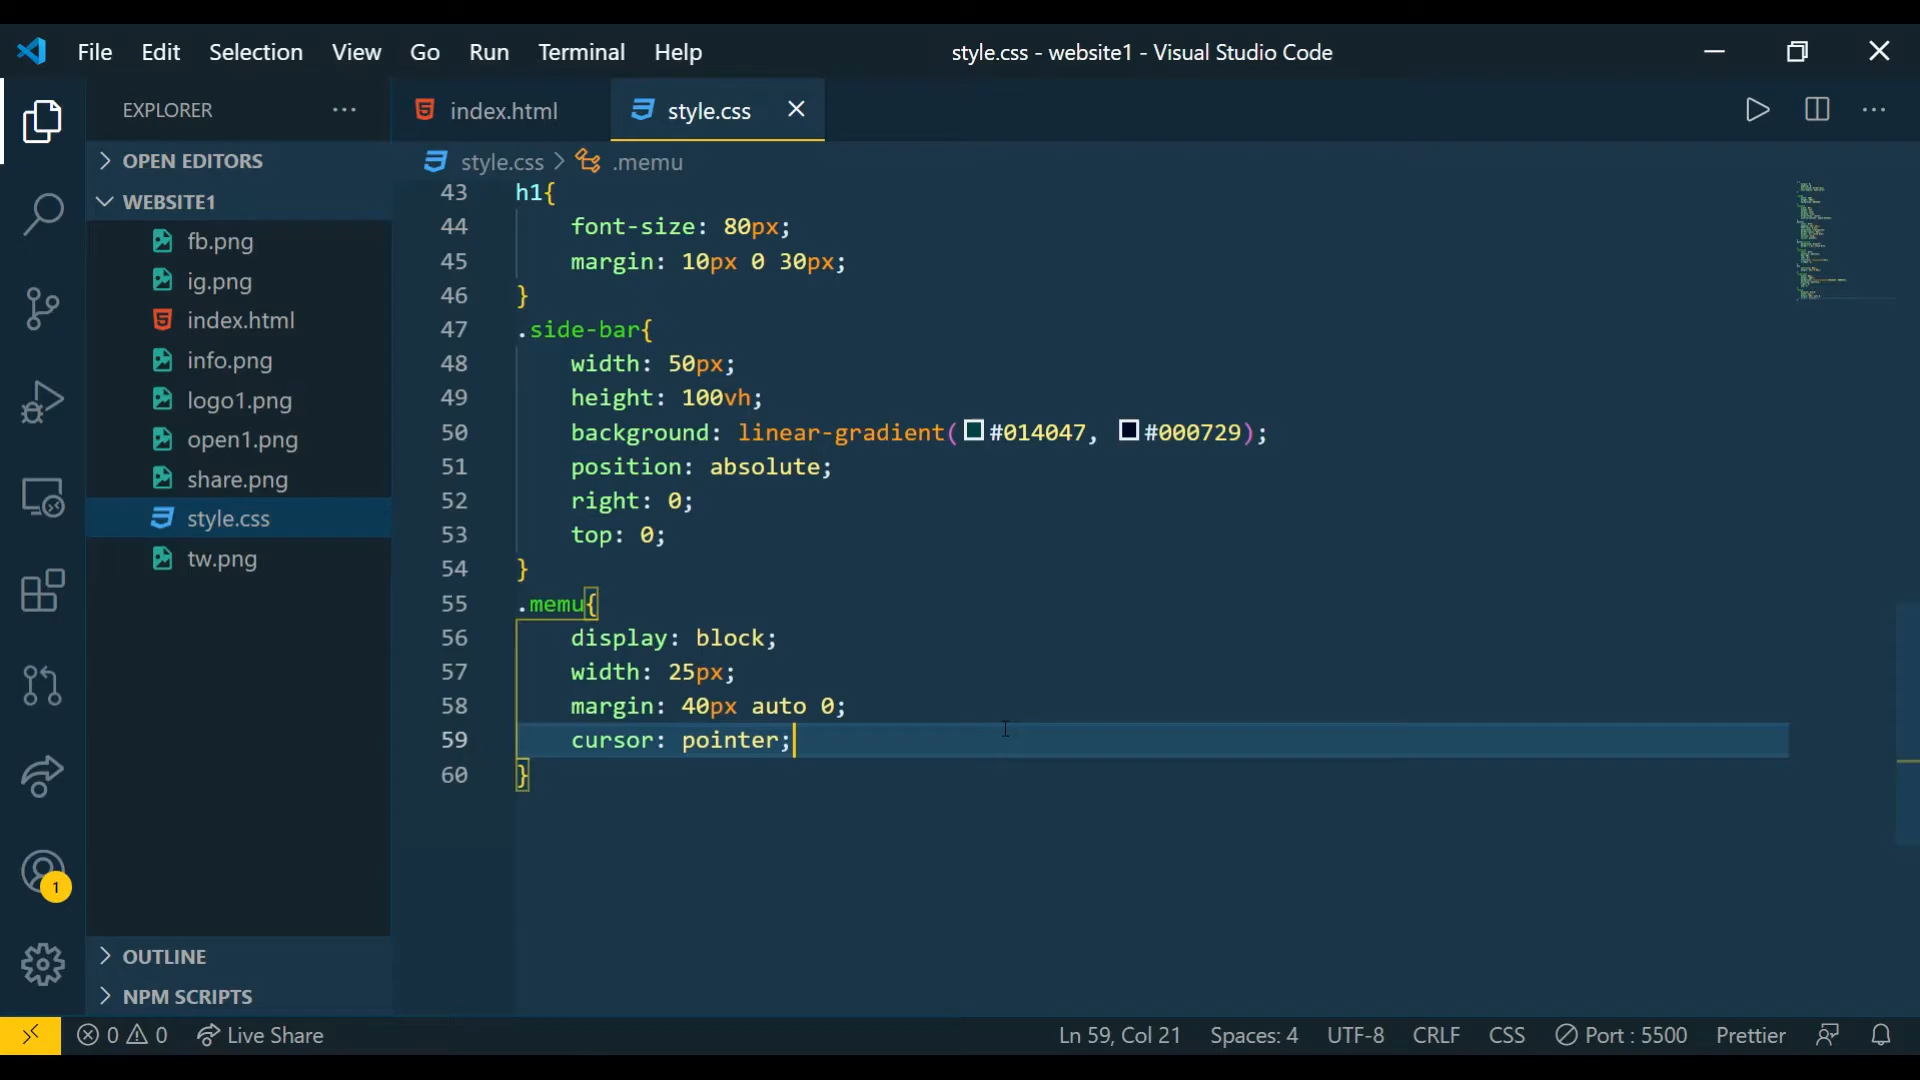 File Edit Selection View Go Run Terminal Help
style.css - website1 - Visual Studio Code
EXPLORER
OPEN EDITORS
WEBSITE1
fb.png
ig.png
index.html
info.png
logo1.png
open1.png
share.png
style.css
tw.png
OUTLINE
NPM SCRIPTS
index.html
style.css
style.css > .memu
43 h1{
44 font-size: 80px;
45 margin: 10px 0 30px;
46 }
47 .side-bar{
48 width: 50px;
49 height: 100vh;
50 background: linear-gradient(#014047, #000729);
51 position: absolute;
52 right: 0;
53 top: 0;
54 }
55 .memu{
56 display: block;
57 width: 25px;
58 margin: 40px auto 0;
59 cursor: pointer;
60 }
1
0 0 Live Share
Ln 59, Col 21 Spaces: 4 UTF-8 CRLF CSS Port : 5500 Prettier